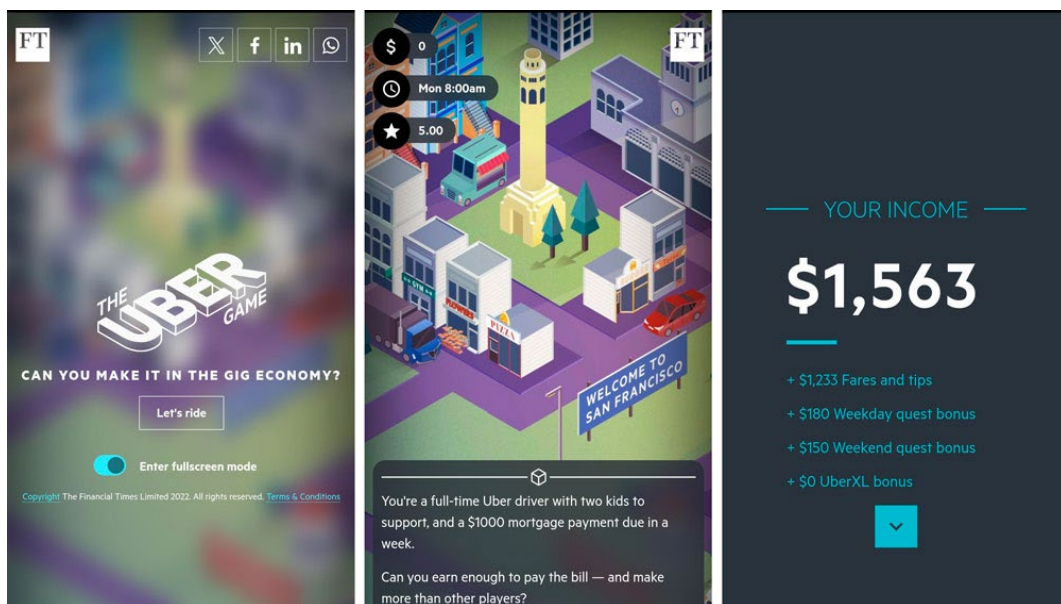 FT
THE
UBER
GAME
CAN YOU MAKE IT IN THE GIG ECONOMY?
Let's ride
Enter fullscreen mode
Copyright The Financial Times Limited 2022. All rights reserved. Terms & Conditions
$ 0
FT
Mon 8:00am
5.00
GYM
FLOWERS
PIZZA
WELCOME TO
SAN FRANCISCO
You're a full-time Uber driver with two kids to
support, and a $1000 mortgage payment due in a
week.
Can you earn enough to pay the bill — and make
more than other players?
YOUR INCOME
$1,563
+ $1,233 Fares and tips
+ $180 Weekday quest bonus
+ $150 Weekend quest bonus
+ $0 UberXL bonus